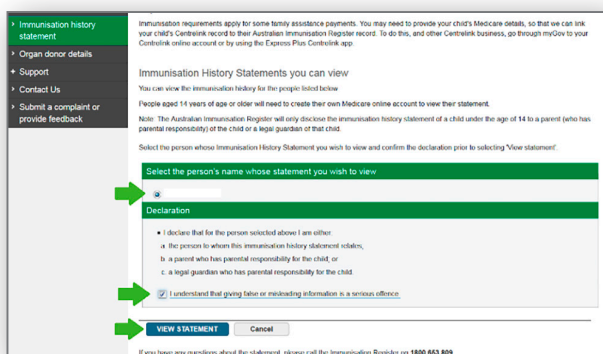 Immunisation history
statement
Organ donor details
Support
Contact Us
Submit a complaint or
provide feedback
Immunisation requirements apply for some family assistance payments. You may need to provide your child's Medicare details, so that we can link
your child's Centrelink record to their Australian Immunisation Register record. To do this, and other Centrelink business, go through myGov to your
Centrelink online account or by using the Express Plus Centrelink app.
Immunisation History Statements you can view
You can view the immunisation history for the people listed below
People aged 14 years of age or older will need to create their own Medicare online account to view their statement.
Note: The Australian Immunisation Register will only disclose the immunisation history statement of a child under the age of 14 to a parent (who has
parental responsibility) of the child or a legal guardian of that child.
Select the person whose Immunisation History Statement you wish to view and confirm the declaration prior to selecting 'View statement'.
Select the person's name whose statement you wish to view
Declaration
I declare that for the person selected above I am either:
a. the person to whom this immunisation history statement relates,
b. a parent who has parental responsibility for the child, or
c. a legal guardian who has parental responsibility for the child.
I understand that giving false or misleading information is a serious offence
VIEW STATEMENT
Cancel
If you have any questions about the statement, please call the Immunisation Register on 1800 653 809